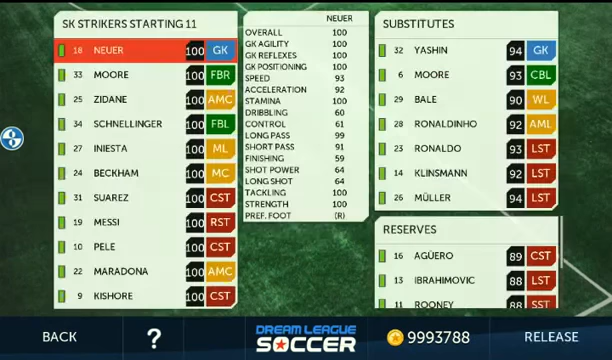 SK STRIKERS STARTING 11
18 NEUER 100 GK
33 MOORE 100 FBR
25 ZIDANE 100 AMC
34 SCHNELLINGER 100 FBL
27 INIESTA 100 ML
24 BECKHAM 100 MC
31 SUAREZ 100 CST
19 MESSI 100 RST
10 PELE 100 CST
22 MARADONA 100 AMC
9 KISHORE 100 CST
NEUER
OVERALL 100
GK AGILITY 100
GK REFLEXES 100
GK POSITIONING 100
SPEED 93
ACCELERATION 92
STAMINA 100
DRIBBLING 60
CONTROL 61
LONG PASS 99
SHORT PASS 91
FINISHING 59
SHOT POWER 64
LONG SHOT 64
TACKLING 100
STRENGTH 100
PREF. FOOT (R)
SUBSTITUTES
32 YASHIN 94 GK
6 MOORE 93 CBL
29 BALE 90 WL
28 RONALDINHO 92 AML
23 RONALDO 93 LST
14 KLINSMANN 92 LST
26 MÜLLER 94 LST
RESERVES
16 AGÜERO 89 CST
13 IBRAHIMOVIC 88 LST
11 ROONEY 88 SST
BACK
?
DREAM LEAGUE
SOCCER
9993788
RELEASE